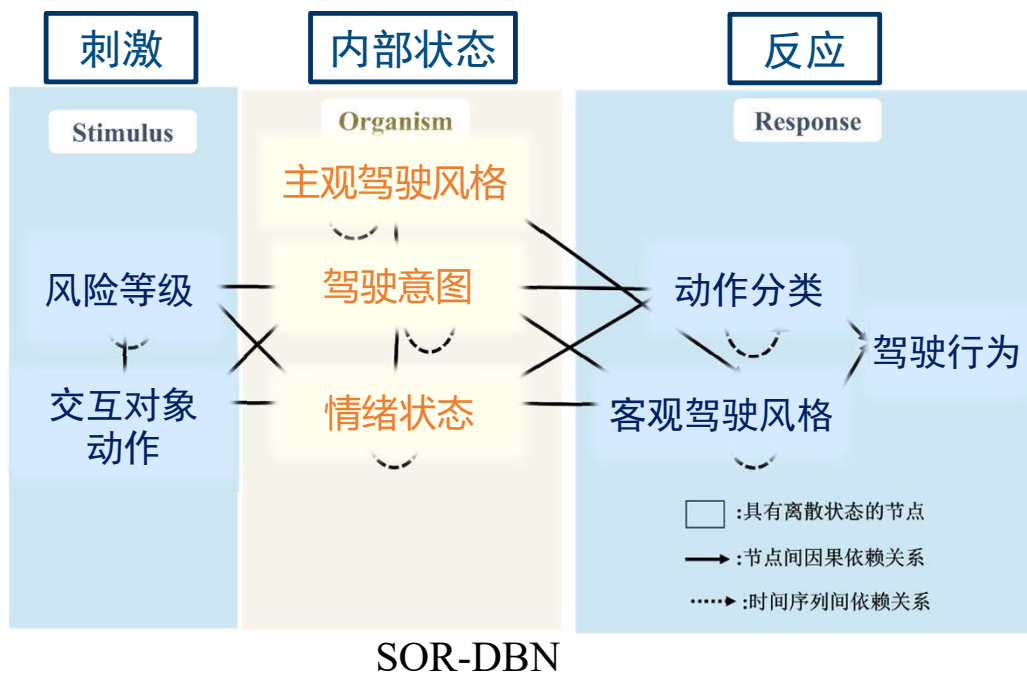 刺激
内部状态
反应
Stimulus
Organism
Response
主观驾驶风格
风险等级
驾驶意图
动作分类
驾驶行为
交互对象
动作
情绪状态
客观驾驶风格
:具有离散状态的节点
:节点间因果依赖关系
:时间序列间依赖关系
SOR-DBN